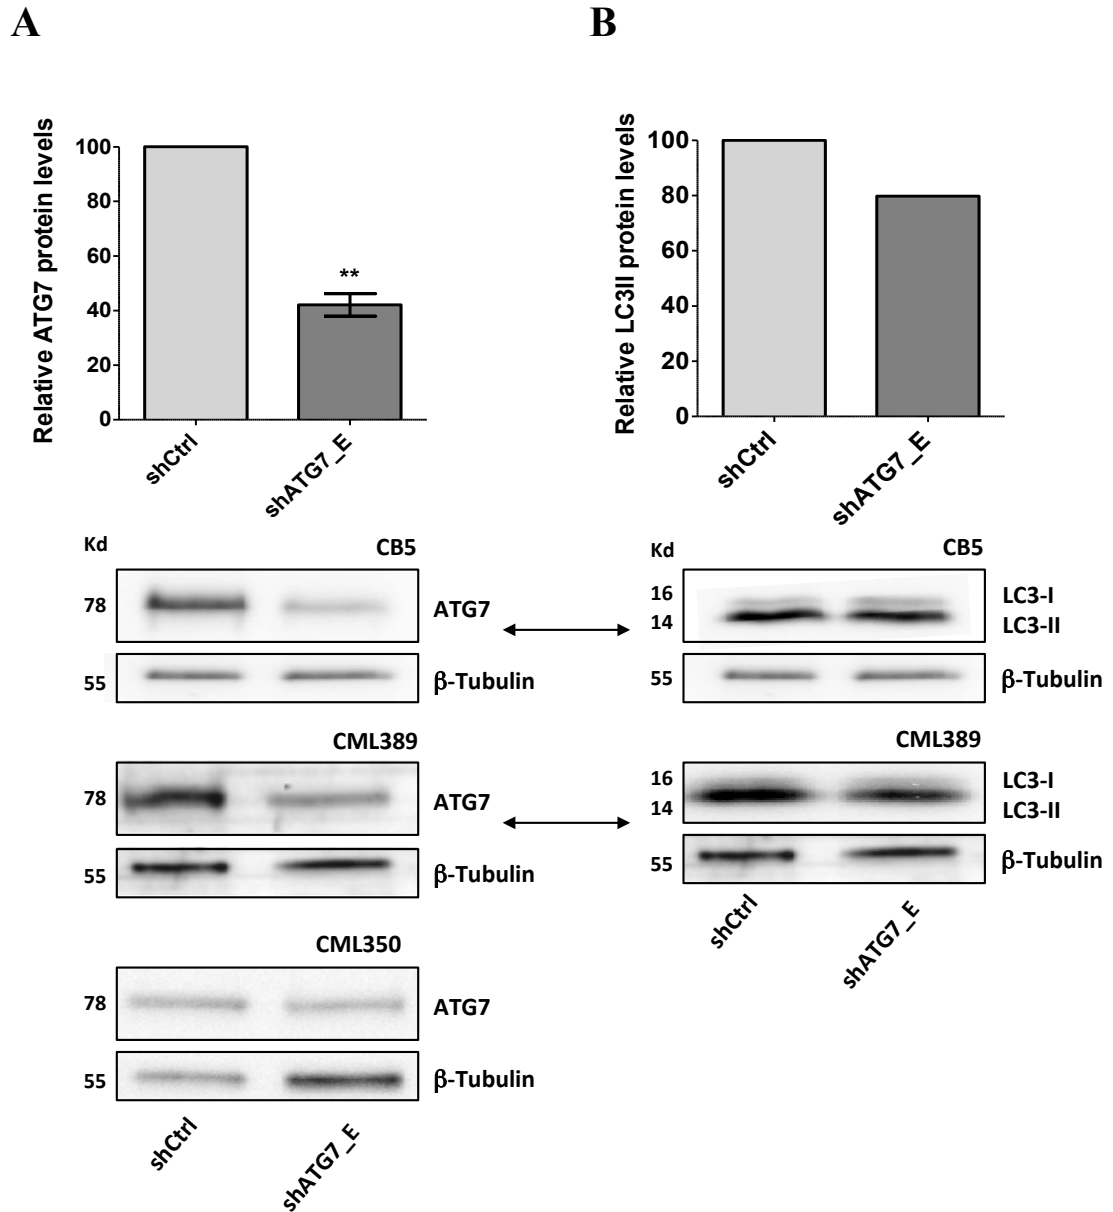 A
B
Relative ATG7 protein levels
100
80
60
40
20
0
**
shCtrl
shATG7_E
Kd
CB5
78
ATG7
55
β-Tubulin
CML389
78
ATG7
55
β-Tubulin
CML350
78
ATG7
55
β-Tubulin
shCtrl
shATG7_E
Relative LC3II protein levels
100
80
60
40
20
0
shCtrl
shATG7_E
Kd
CB5
16
LC3-I
14
LC3-II
55
β-Tubulin
CML389
16
LC3-I
14
LC3-II
55
β-Tubulin
shCtrl
shATG7_E